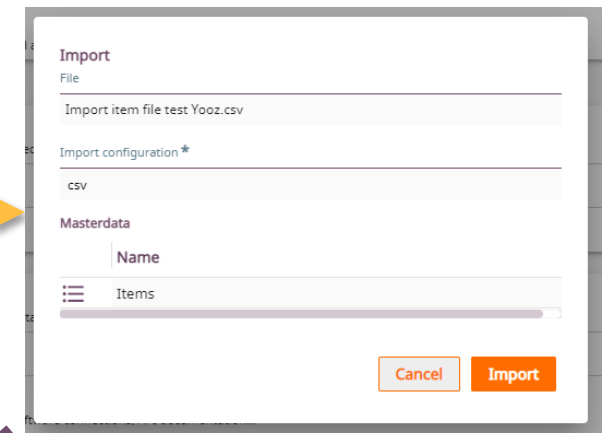 Import
File
Import item file test Yooz.csv
Import configuration *
csv
Masterdata
Name
Items
Cancel
Import